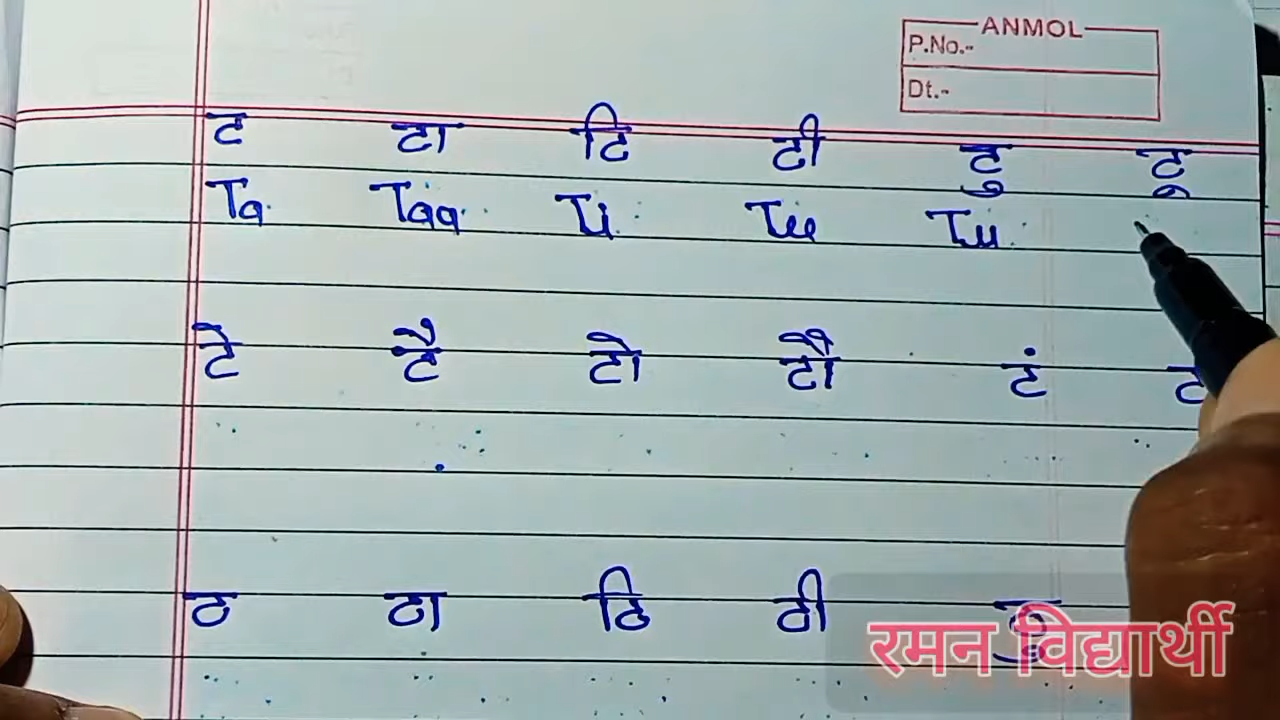 ANMOL
P.No.-
Dt.-
ट टा टि टी टु टू
Ta Taa Ti Tee Tu
टे टै टो टौ टं
ठ ठा ठि ठी ठु
रमन विद्यार्थी